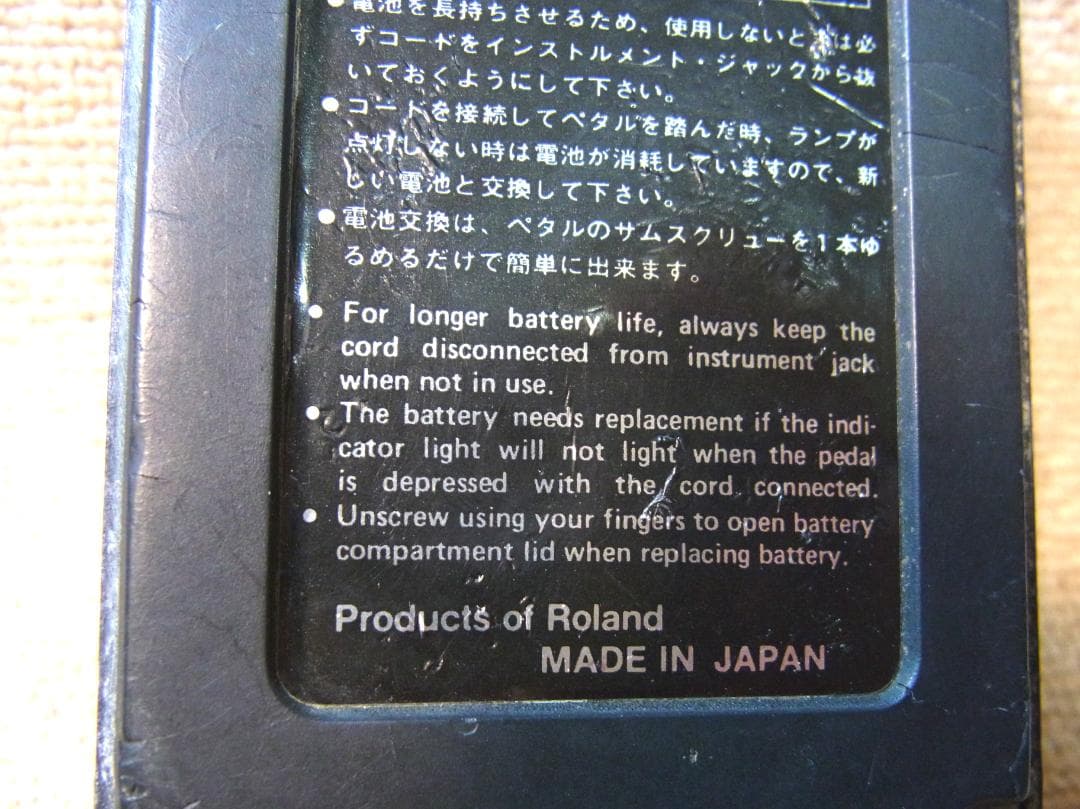 ● 電池を長持ちさせるため、使用しないときは必
ずコードをインストルメント・ジャックから抜
いておくようにして下さい。
● コードを接続してペタルを踏んだ時、ランプが
点灯しない時は電池が消耗していますので、新
しい電池と交換して下さい。
● 電池交換は、ペタルのサムスクリューを1本ゆ
るめるだけで簡単に出来ます。
● For longer battery life, always keep the
cord disconnected from instrument jack
when not in use.
● The battery needs replacement if the indi-
cator light will not light when the pedal
is depressed with the cord connected.
● Unscrew using your fingers to open battery
compartment lid when replacing battery.
Products of Roland
MADE IN JAPAN